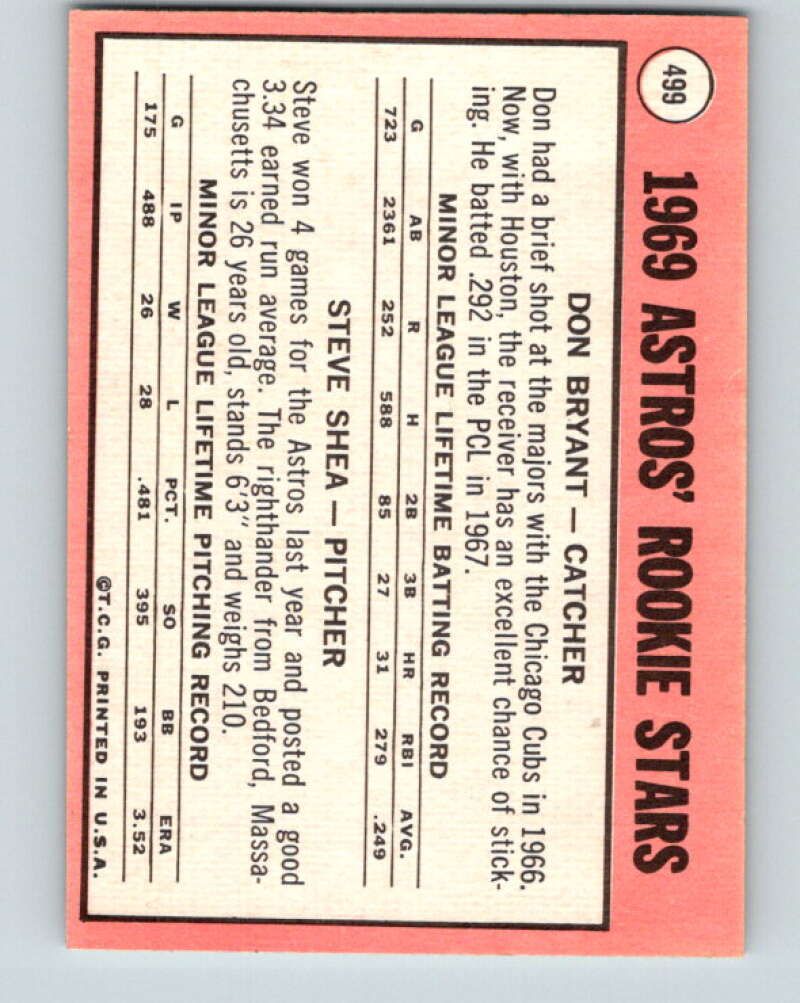 499
1969 ASTROS' ROOKIE STARS
DON BRYANT — CATCHER
Don had a brief shot at the majors with the Chicago Cubs in 1966.
Now, with Houston, the receiver has an excellent chance of stick-
ing. He batted .292 in the PCL in 1967.
MINOR LEAGUE LIFETIME BATTING RECORD
G AB R H 2B 3B HR RBI AVG.
723 2361 252 588 85 27 31 279 .249
STEVE SHEA — PITCHER
Steve won 4 games for the Astros last year and posted a good
3.34 earned run average. The righthander from Bedford, Massa-
chusetts is 26 years old, stands 6'3" and weighs 210.
MINOR LEAGUE LIFETIME PITCHING RECORD
G IP W L PCT. SO BB ERA
175 488 26 28 .481 395 193 3.52
©T.C.G. PRINTED IN U.S.A.